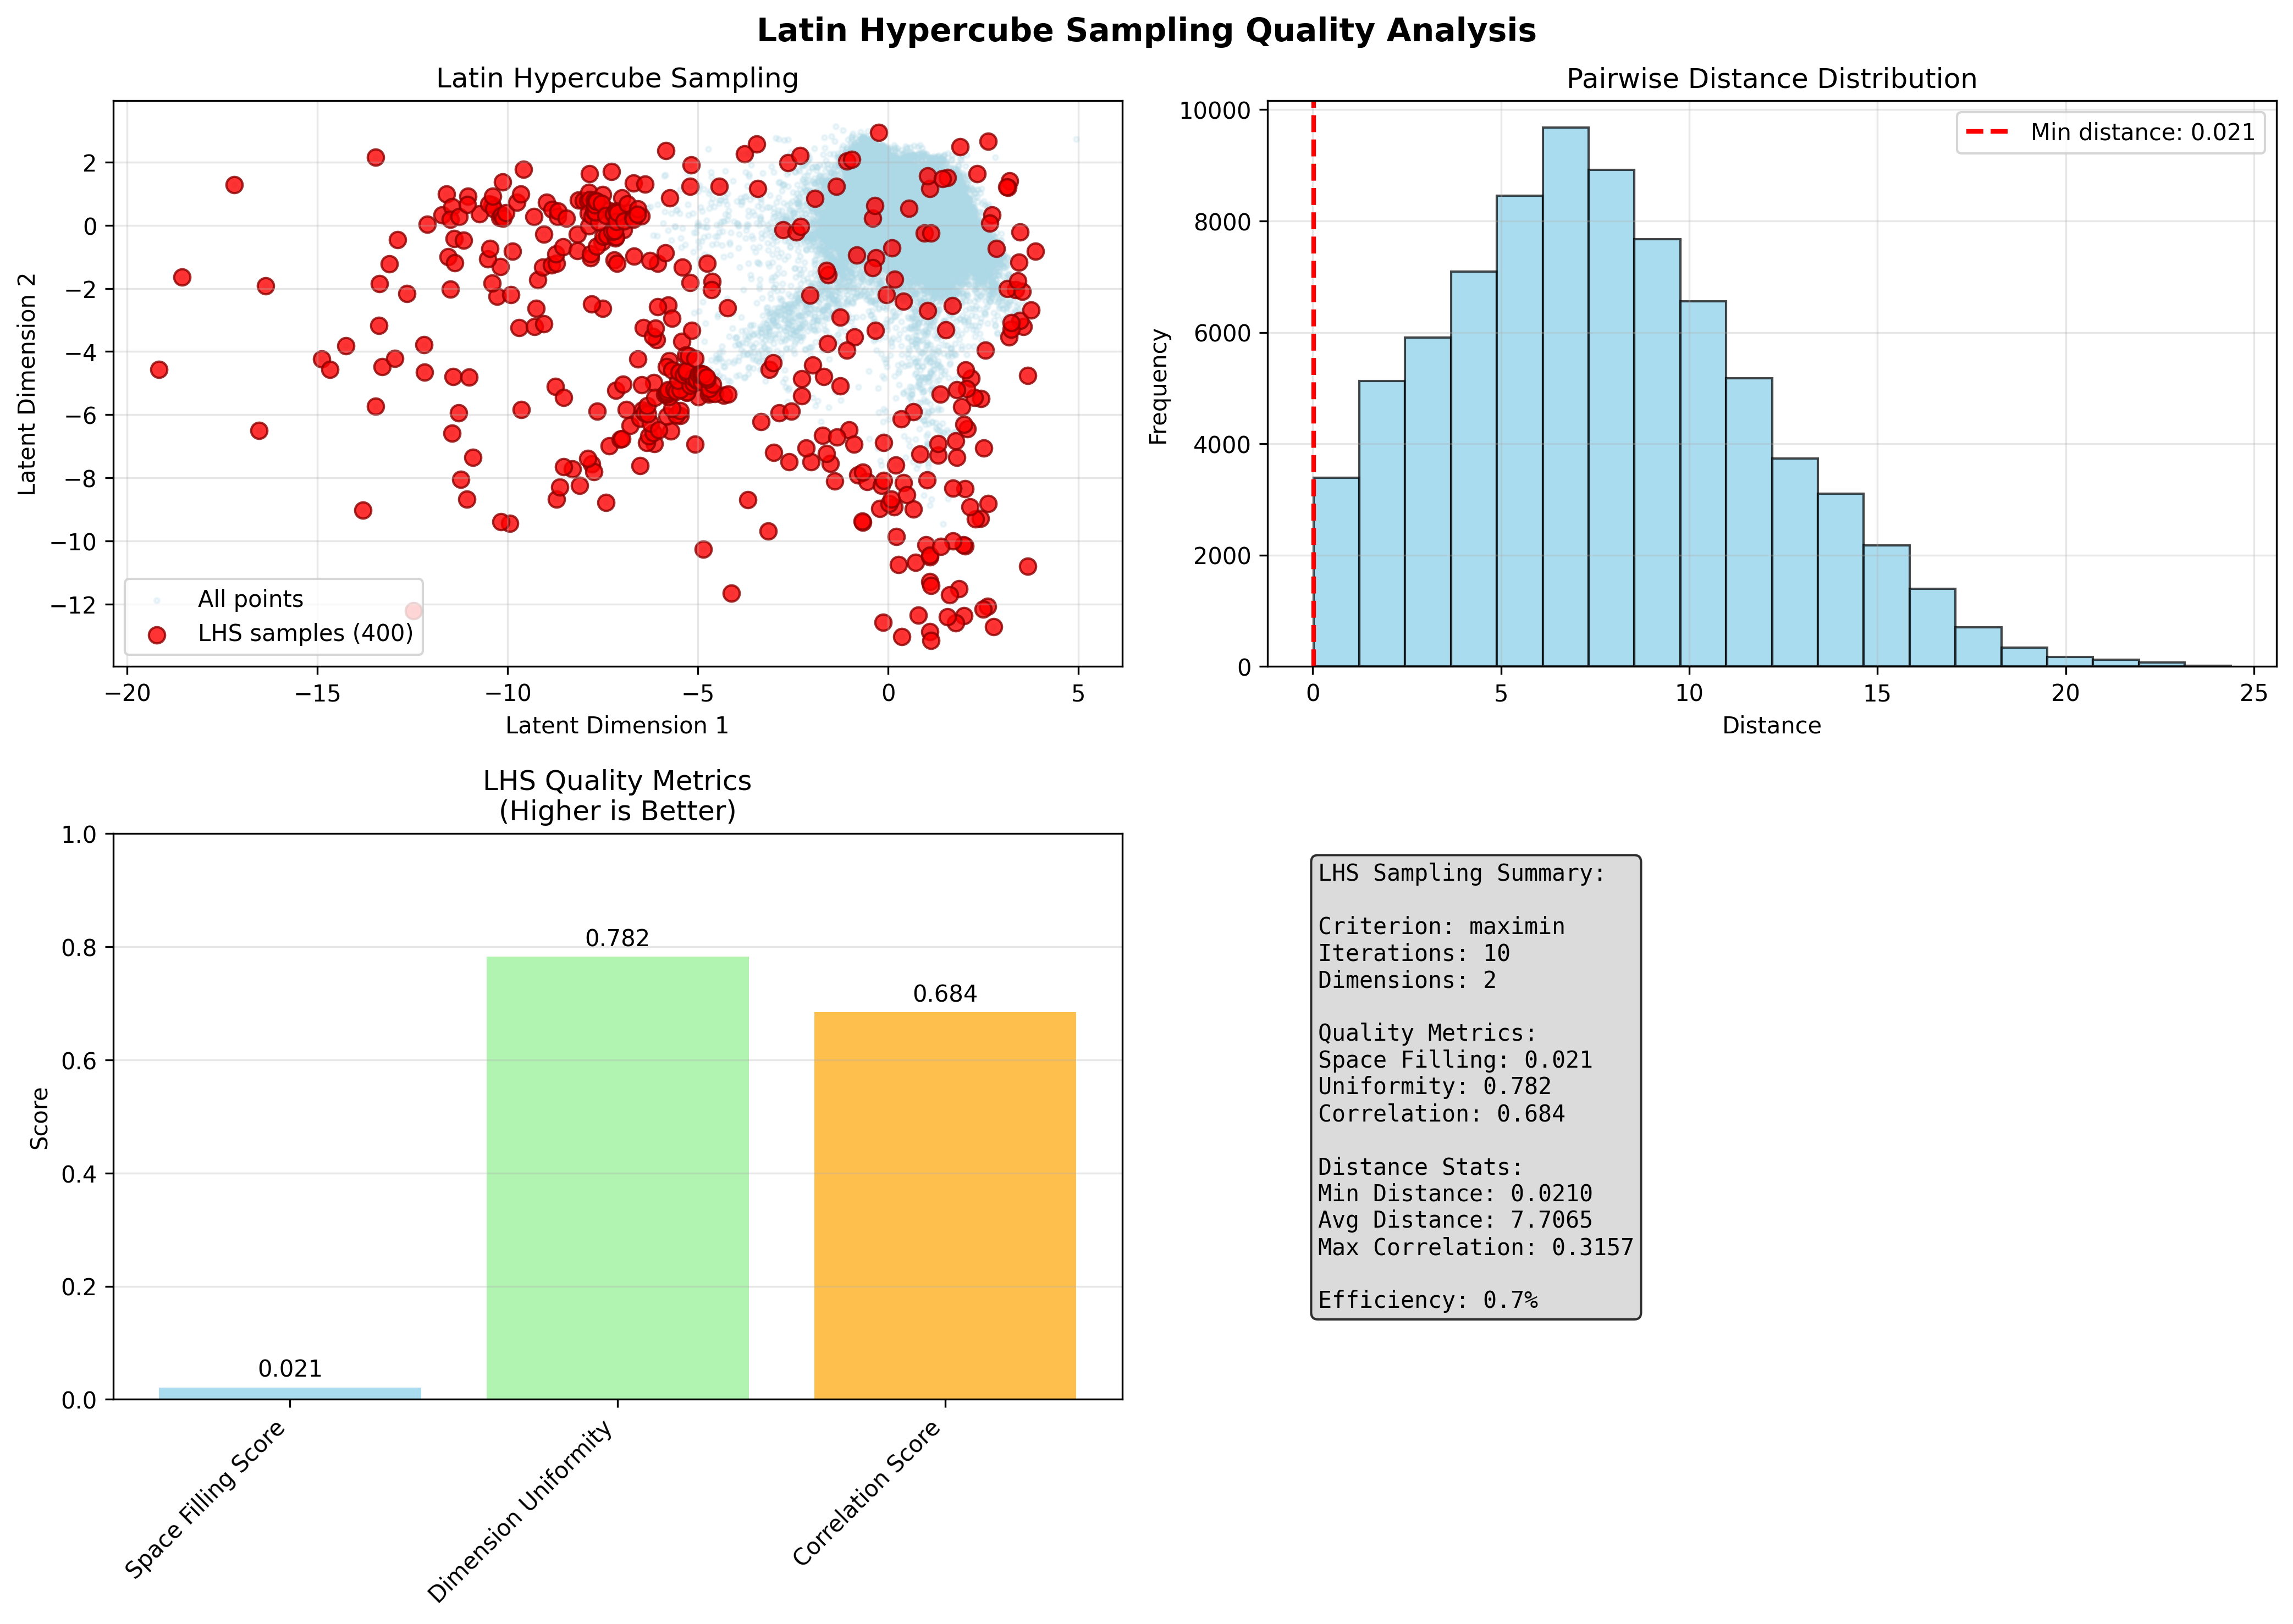 Latin Hypercube Sampling Quality Analysis
Latin Hypercube Sampling
2
0
−2
−4
−6
−8
−10
−12
Latent Dimension 2
All points
LHS samples (400)
−20
−15
−10
−5
0
5
Latent Dimension 1
Pairwise Distance Distribution
10000
8000
6000
4000
2000
0
Frequency
Min distance: 0.021
0
5
10
15
20
25
Distance
LHS Quality Metrics
(Higher is Better)
1.0
0.8
0.6
0.4
0.2
0.0
Score
0.021
0.782
0.684
Space Filling Score
Dimension Uniformity
Correlation Score
LHS Sampling Summary:
Criterion: maximin
Iterations: 10
Dimensions: 2
Quality Metrics:
Space Filling: 0.021
Uniformity: 0.782
Correlation: 0.684
Distance Stats:
Min Distance: 0.0210
Avg Distance: 7.7065
Max Correlation: 0.3157
Efficiency: 0.7%